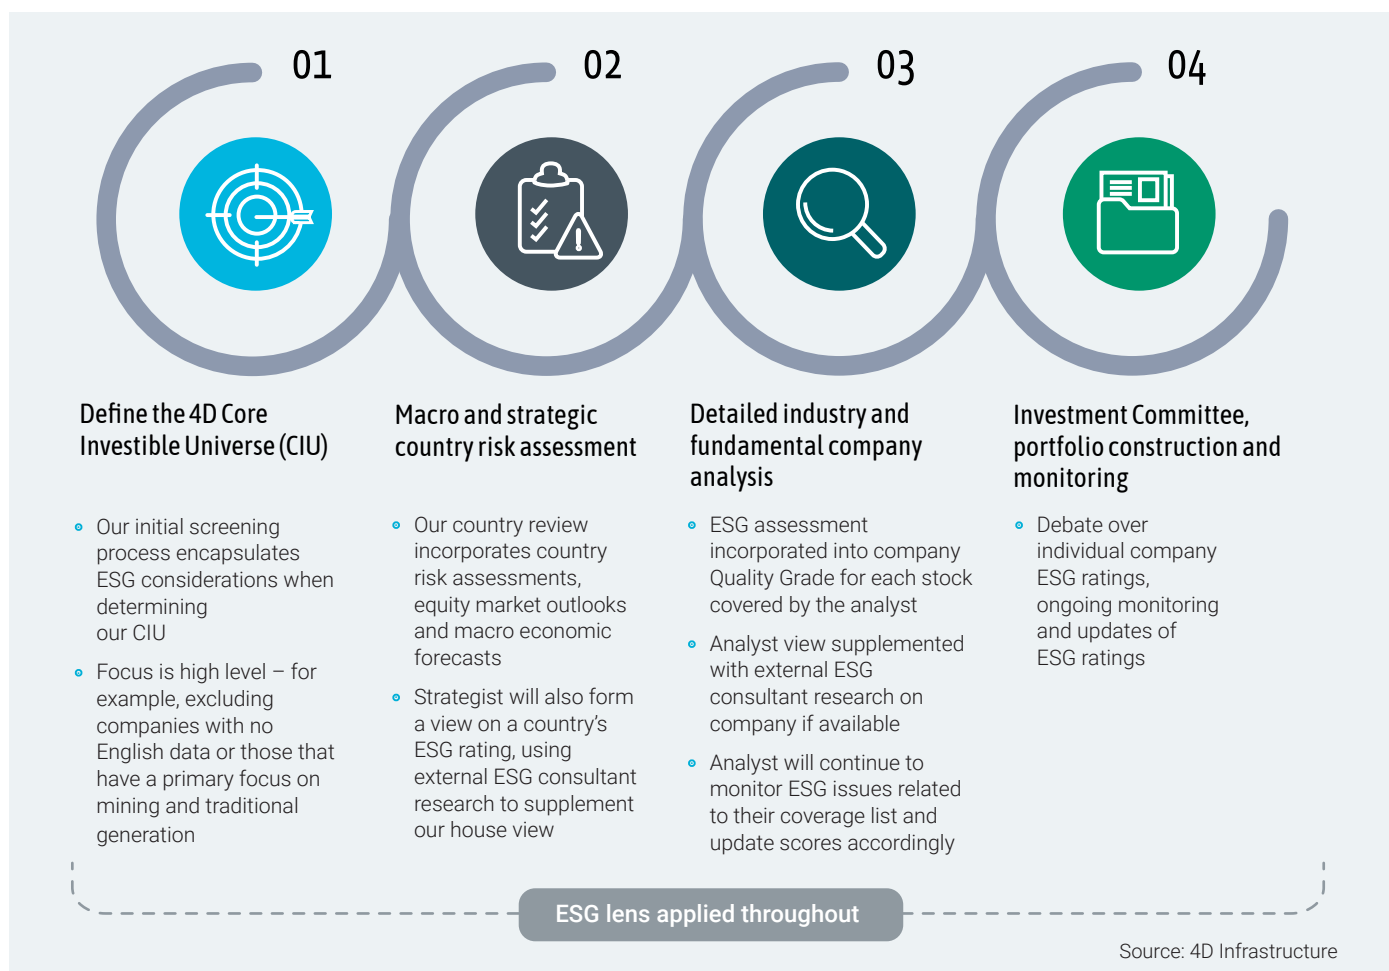 01
02
03
04
Define the 4D Core
Investible Universe (CIU)
Our initial screening
process encapsulates
ESG considerations when
determining
our CIU
Focus is high level – for
example, excluding
companies with no
English data or those that
have a primary focus on
mining and traditional
generation
Macro and strategic
country risk assessment
Our country review
incorporates country
risk assessments,
equity market outlooks
and macro economic
forecasts
Strategist will also form
a view on a country's
ESG rating, using
external ESG consultant
research to supplement
our house view
Detailed industry and
fundamental company
analysis
ESG assessment
incorporated into company
Quality Grade for each stock
covered by the analyst
Analyst view supplemented
with external ESG
consultant research on
company if available
Analyst will continue to
monitor ESG issues related
to their coverage list and
update scores accordingly
Investment Committee,
portfolio construction and
monitoring
Debate over
individual company
ESG ratings,
ongoing monitoring
and updates of
ESG ratings
ESG lens applied throughout
Source: 4D Infrastructure